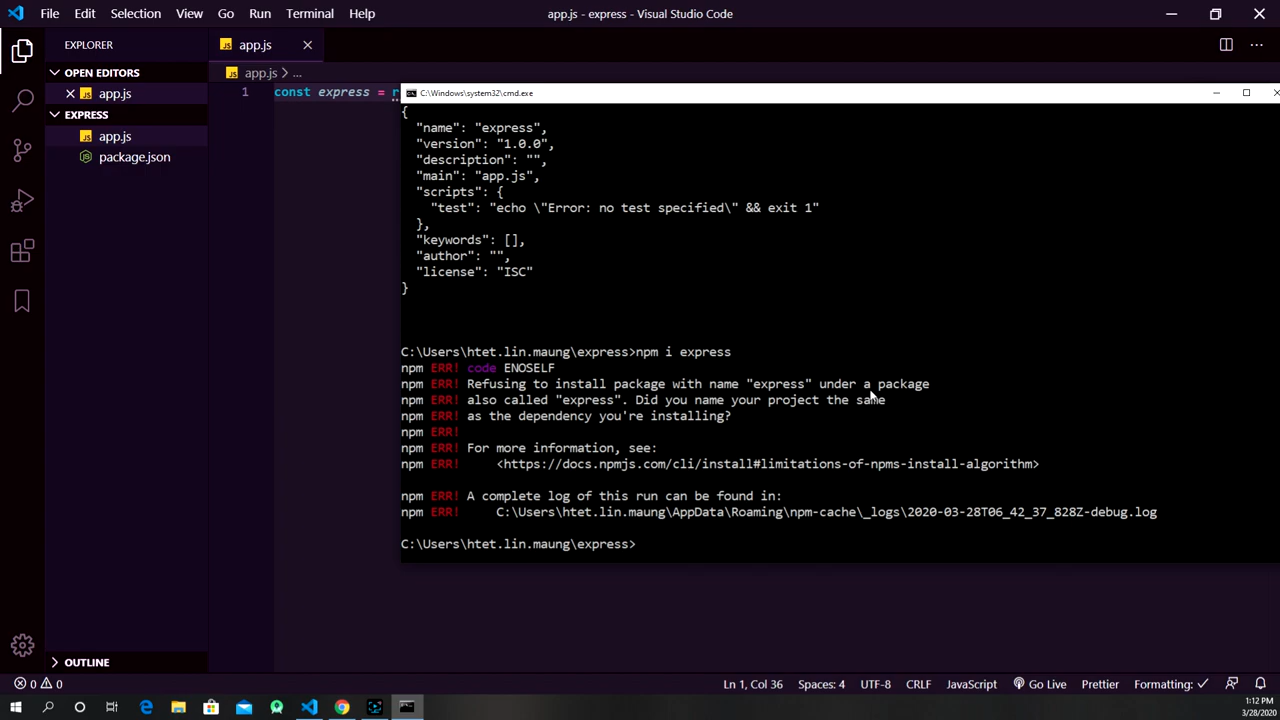 File Edit Selection View Go Run Terminal Help
app.js - express - Visual Studio Code
EXPLORER
OPEN EDITORS
JS app.js
EXPRESS
JS app.js
package.json
OUTLINE
JS app.js
JS app.js > ...
1 const express = r
C:\Windows\system32\cmd.exe
{
"name": "express",
"version": "1.0.0",
"description": "",
"main": "app.js",
"scripts": {
"test": "echo \"Error: no test specified\" && exit 1"
},
"keywords": [],
"author": "",
"license": "ISC"
}
C:\Users\htet.lin.maung\express>npm i express
npm ERR! code ENOSELF
npm ERR! Refusing to install package with name "express" under a package
npm ERR! also called "express". Did you name your project the same
npm ERR! as the dependency you're installing?
npm ERR!
npm ERR! For more information, see:
npm ERR! <https://docs.npmjs.com/cli/install#limitations-of-npms-install-algorithm>
npm ERR! A complete log of this run can be found in:
npm ERR! C:\Users\htet.lin.maung\AppData\Roaming\npm-cache\_logs\2020-03-28T06_42_37_828Z-debug.log
C:\Users\htet.lin.maung\express>
0 0
Ln 1, Col 36 Spaces: 4 UTF-8 CRLF JavaScript Go Live Prettier Formatting: ✓
1:12 PM
3/28/2020